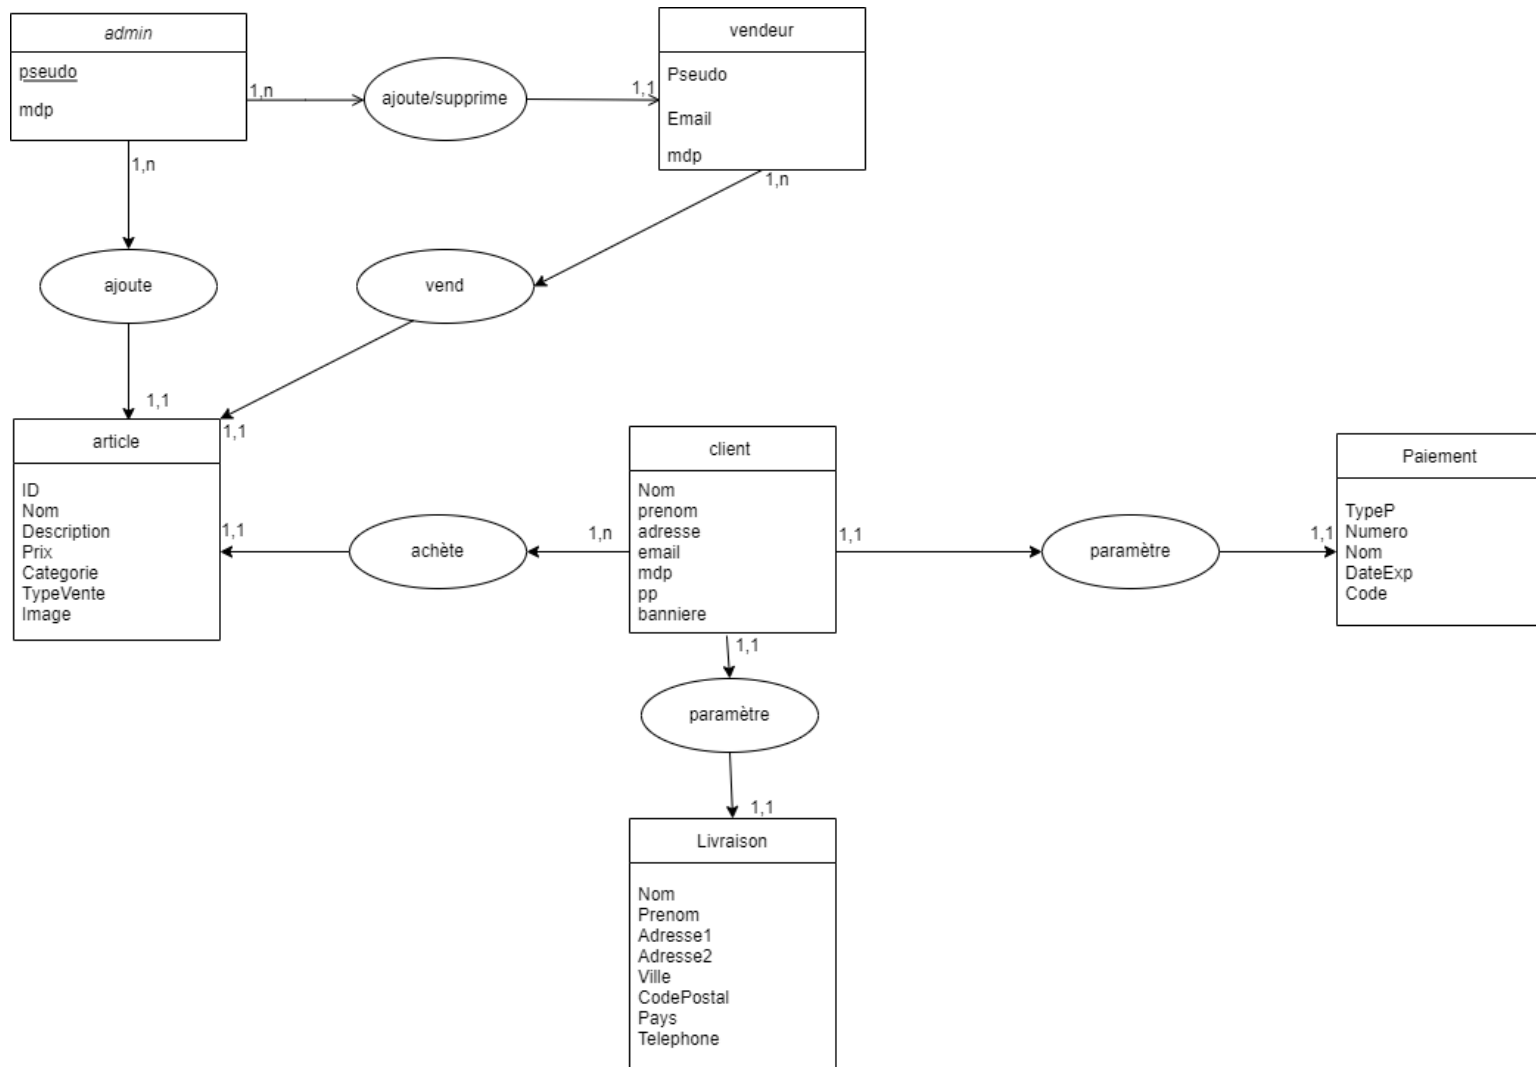 admin
pseudo
mdp
1,n
ajoute/supprime
1,1
vendeur
Pseudo
Email
mdp
1,n
1,n
ajoute
vend
1,1
1,1
article
ID
Nom
Description
Prix
Categorie
TypeVente
Image
1,1
achète
1,n
client
Nom
prenom
adresse
email
mdp
pp
banniere
1,1
paramètre
1,1
Paiement
TypeP
Numero
Nom
DateExp
Code
1,1
paramètre
1,1
Livraison
Nom
Prenom
Adresse1
Adresse2
Ville
CodePostal
Pays
Telephone